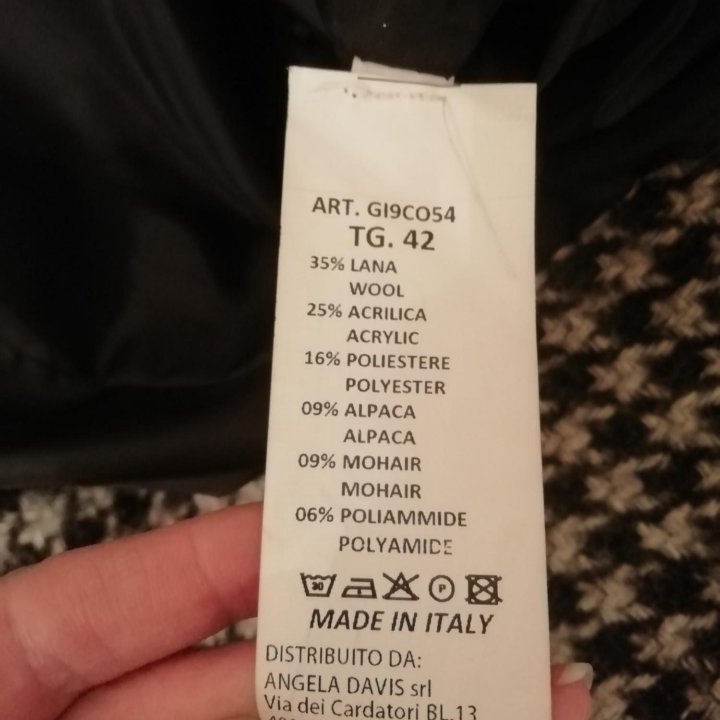 ART. GI9CO54
TG. 42
35% LANA
WOOL
25% ACRILICA
ACRYLIC
16% POLIESTERE
POLYESTER
09% ALPACA
ALPACA
09% MOHAIR
MOHAIR
06% POLIAMMIDE
POLYAMIDE
30 P
MADE IN ITALY
DISTRIBUITO DA:
ANGELA DAVIS srl
Via dei Cardatori BL.13